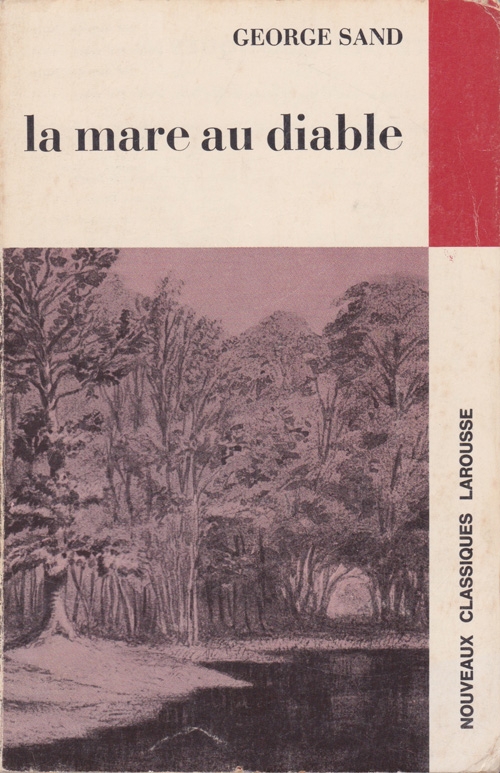 GEORGE SAND
la mare au diable
NOUVEAUX CLASSIQUES LAROUSSE